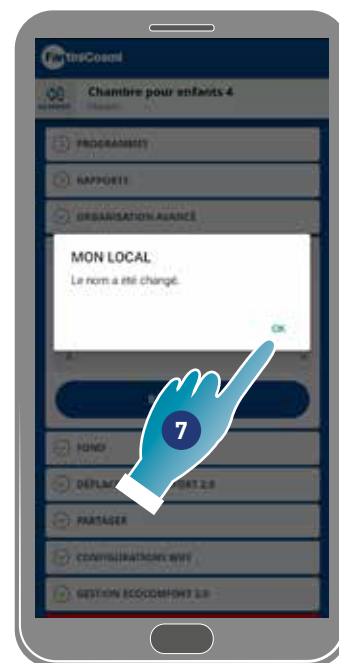 FantiniCosmi
Chambre pour enfants 4
PROGRAMMES
RAPPORTS
ORGANISATION AVANCÉ
MON LOCAL
Le nom a été changé.
OK
7
FOND
PARTAGER
CONFIGURATIONS WIFI
GESTION ECOCOMFORT 2.0